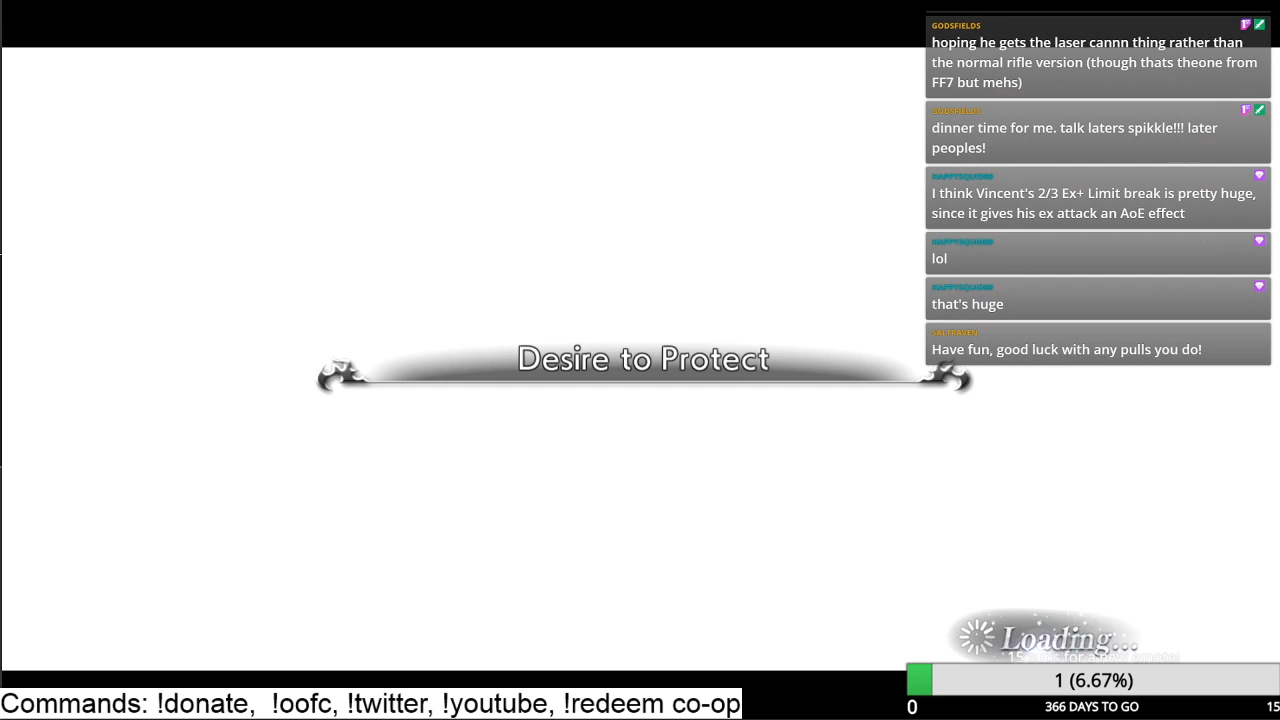 GODSFIELDS
hoping he gets the laser cannn thing rather than
the normal rifle version (though thats theone from
FF7 but mehs)
GODSFIELDS
dinner time for me. talk laters spikkle!!! later
peoples!
I think Vincent's 2/3 Ex+ Limit break is pretty huge,
since it gives his ex attack an AoE effect
lol
that's huge
SALTRAVEN
Have fun, good luck with any pulls you do!
Desire to Protect
Loading...
1 (6.67%)
0
366 DAYS TO GO
15
Commands: !donate, !oofc, !twitter, !youtube, !redeem co-op